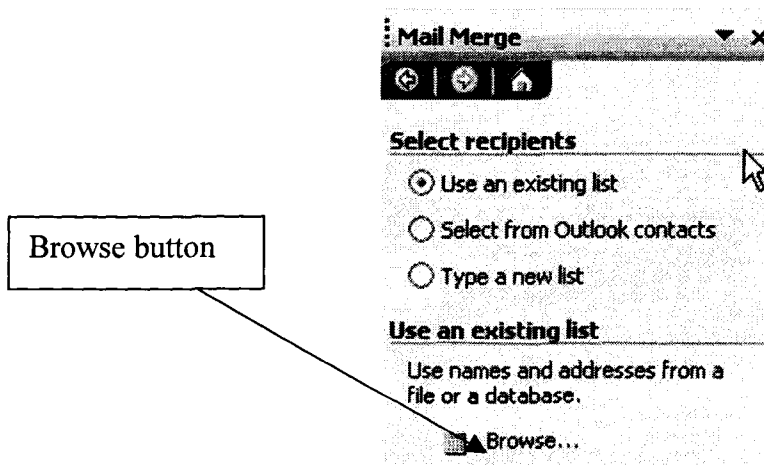 Mail Merge
Select recipients
Use an existing list
Select from Outlook contacts
Type a new list
Browse button
Use an existing list
Use names and addresses from a
file or a database.
Browse...